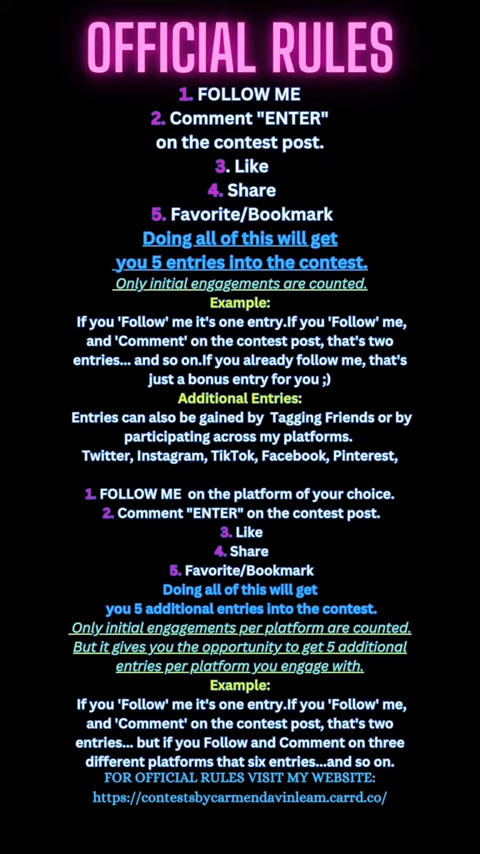 OFFICIAL RULES
1. FOLLOW ME
2. Comment "ENTER"
on the contest post.
3. Like
4. Share
5. Favorite/Bookmark
Doing all of this will get
you 5 entries into the contest.
Only initial engagements are counted.
Example:
If you 'Follow' me it's one entry.If you 'Follow' me,
and 'Comment' on the contest post, that's two
entries... and so on.If you already follow me, that's
just a bonus entry for you ;)
Additional Entries:
Entries can also be gained by Tagging Friends or by
participating across my platforms.
Twitter, Instagram, TikTok, Facebook, Pinterest,
1. FOLLOW ME on the platform of your choice.
2. Comment "ENTER" on the contest post.
3. Like
4. Share
5. Favorite/Bookmark
Doing all of this will get
you 5 additional entries into the contest.
Only initial engagements per platform are counted.
But it gives you the opportunity to get 5 additional
entries per platform you engage with.
Example:
If you 'Follow' me it's one entry.If you 'Follow' me,
and 'Comment' on the contest post, that's two
entries... but if you Follow and Comment on three
different platforms that six entries...and so on.
FOR OFFICIAL RULES VISIT MY WEBSITE:
https://contestsbycarmendavinleam.carrd.co/